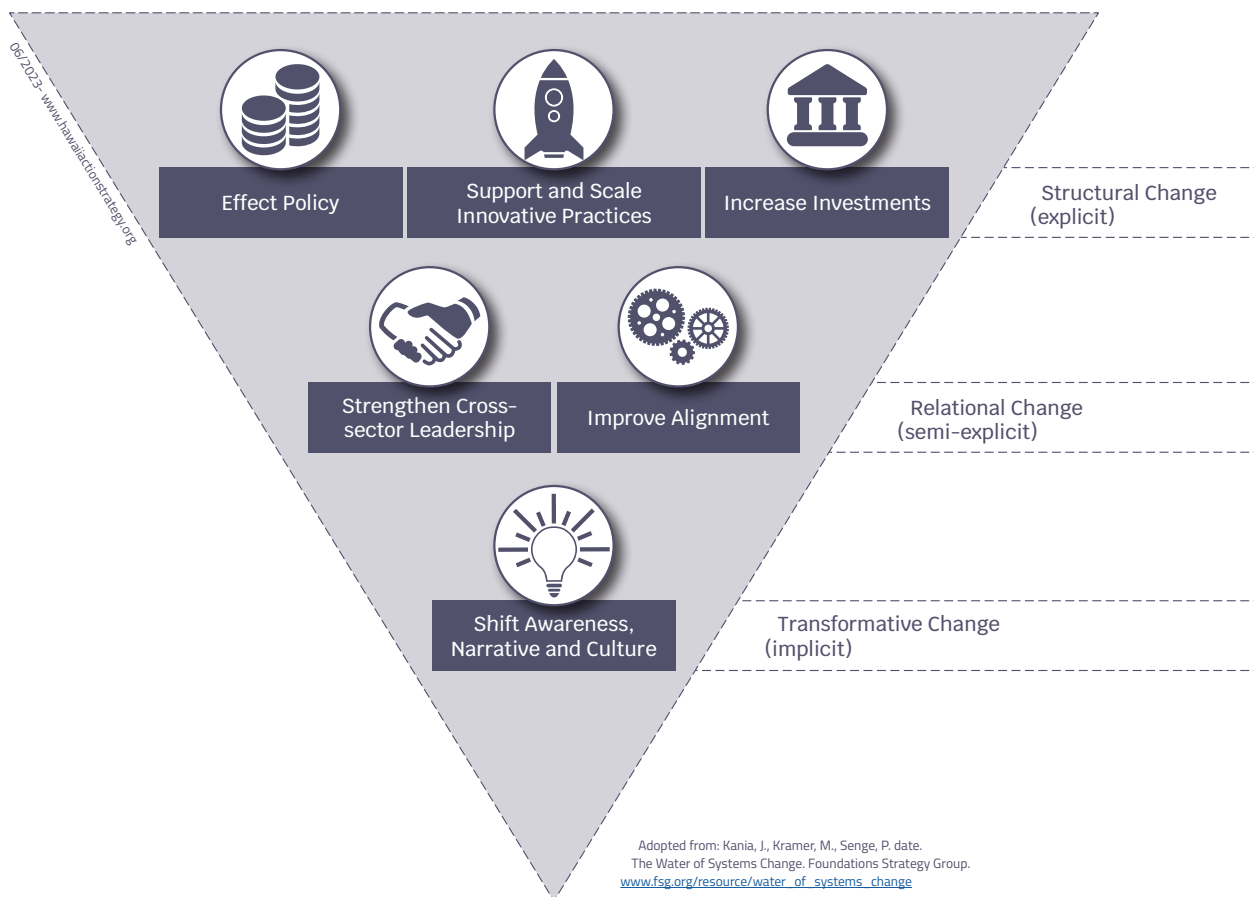 06/2023- www.hawaiiactionstrategy.org
Effect Policy
Support and Scale
Innovative Practices
Increase Investments
Structural Change
(explicit)
Strengthen Cross-
sector Leadership
Improve Alignment
Relational Change
(semi-explicit)
Shift Awareness,
Narrative and Culture
Transformative Change
(implicit)
Adopted from: Kania, J., Kramer, M., Senge, P. date.
The Water of Systems Change. Foundations Strategy Group.
www.fsg.org/resource/water_of_systems_change